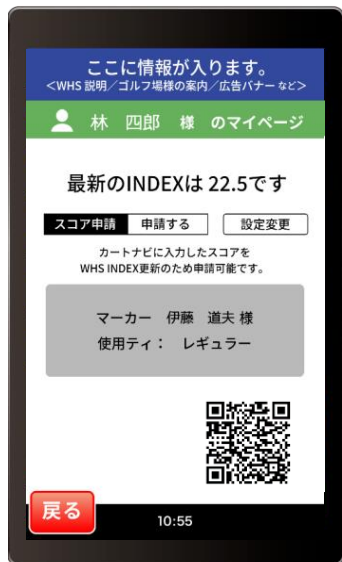 ここに情報が入ります。
<WHS 説明／ゴルフ場様の案内／広告バナー など>
林 四郎 様 のマイページ
最新のINDEXは 22.5です
スコア申請 申請する 設定変更
カートナビに入力したスコアを
WHS INDEX更新のため申請可能です。
マーカー 伊藤 道夫 様
使用ティ： レギュラー
戻る
10:55